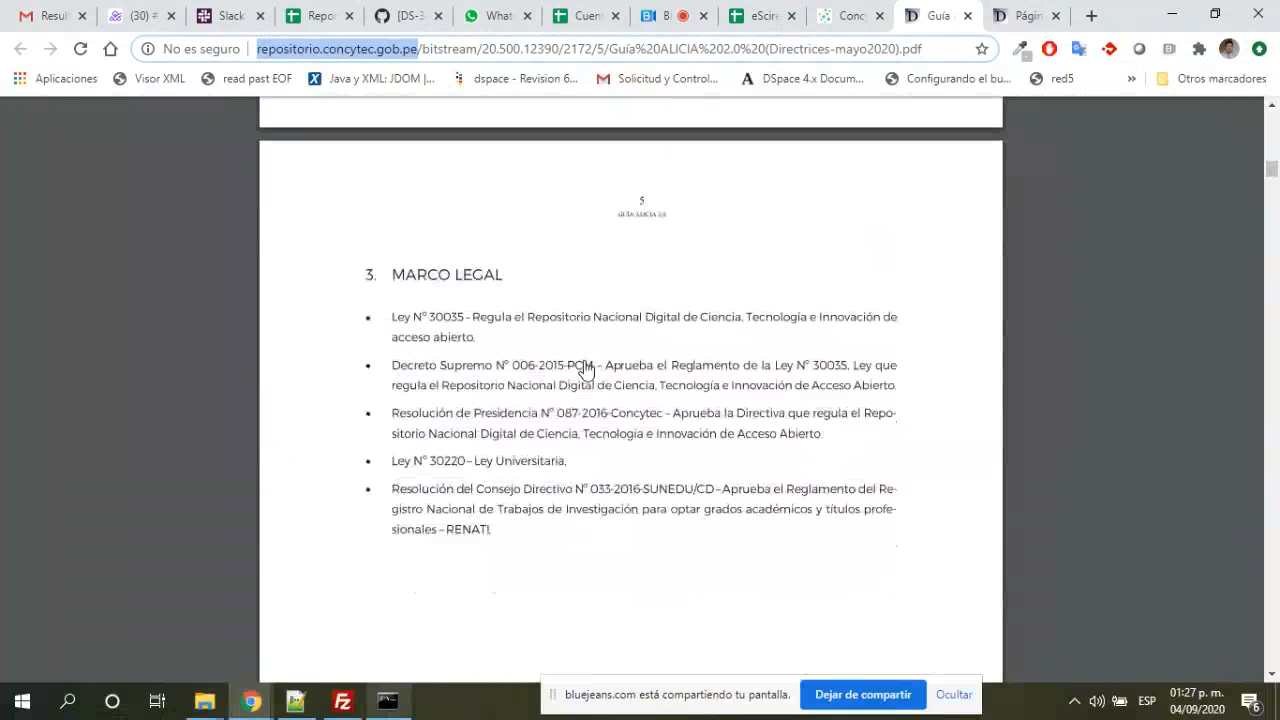 Resul
(30)
Slack
Repo
[DS-3
What
Cuen
B
eScire
Conc
Guía
Págin
No es seguro
repositorio.concytec.gob.pe/bitstream/20.500.12390/2172/5/Guía%20ALICIA%202.0%20(Directrices-mayo2020).pdf
Aplicaciones
Visor XML
read past EOF
Java y XML: JDOM (...
dspace - Revision 6...
Solicitud y Control...
DSpace 4.x Docum...
Configurando el bu...
red5
»
Otros marcadores
5
GUÍA ALICIA 2.0
3. MARCO LEGAL
• Ley N° 30035 – Regula el Repositorio Nacional Digital de Ciencia, Tecnología e Innovación de
acceso abierto.
• Decreto Supremo N° 006-2015-PCM – Aprueba el Reglamento de la Ley N° 30035, Ley que
regula el Repositorio Nacional Digital de Ciencia, Tecnología e Innovación de Acceso Abierto.
• Resolución de Presidencia N° 087-2016-Concytec – Aprueba la Directiva que regula el Repo-
sitorio Nacional Digital de Ciencia, Tecnología e Innovación de Acceso Abierto.
• Ley N° 30220 – Ley Universitaria.
• Resolución del Consejo Directivo N° 033-2016-SUNEDU/CD – Aprueba el Reglamento del Re-
gistro Nacional de Trabajos de Investigación para optar grados académicos y títulos profe-
sionales – RENATI.
bluejeans.com está compartiendo tu pantalla.
Dejar de compartir
Ocultar
ESP
01:27 p. m.
04/09/2020
6